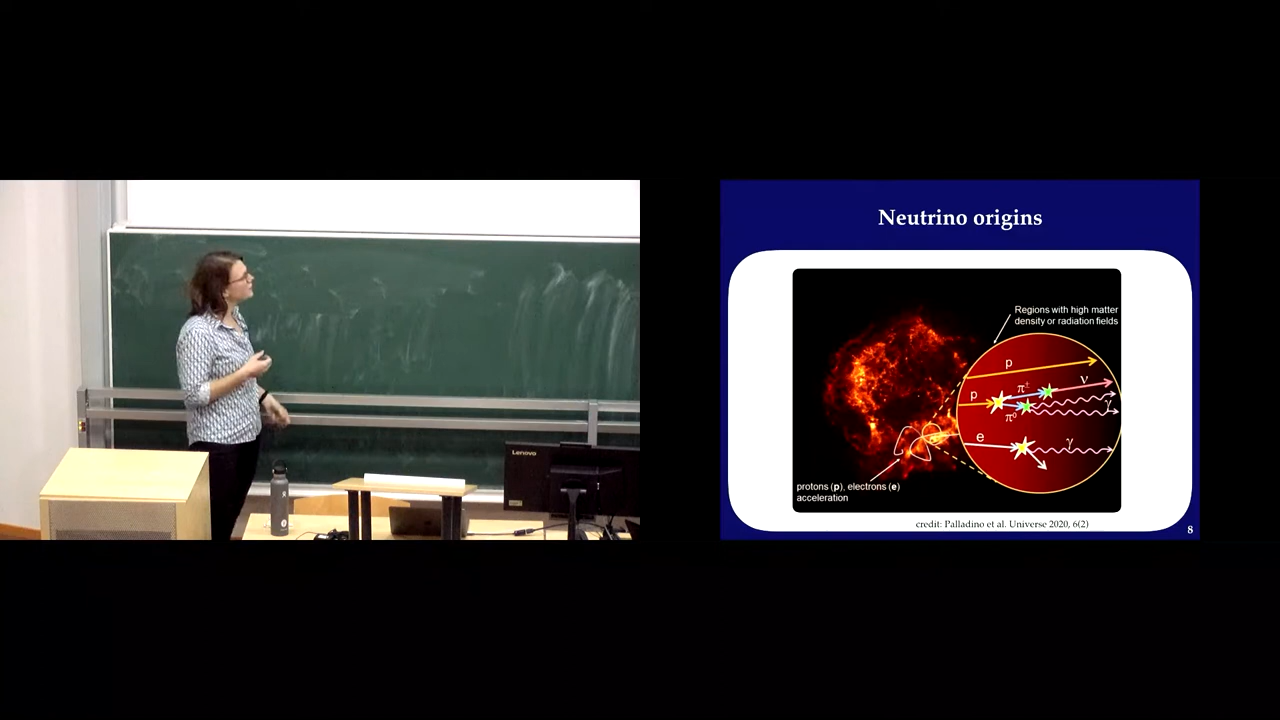 Lenovo
Neutrino origins
Regions with high matter
density or radiation fields
p
p
π±
ν
γ
π0
e
γ
protons (p), electrons (e)
acceleration
credit: Palladino et al. Universe 2020, 6(2)
8